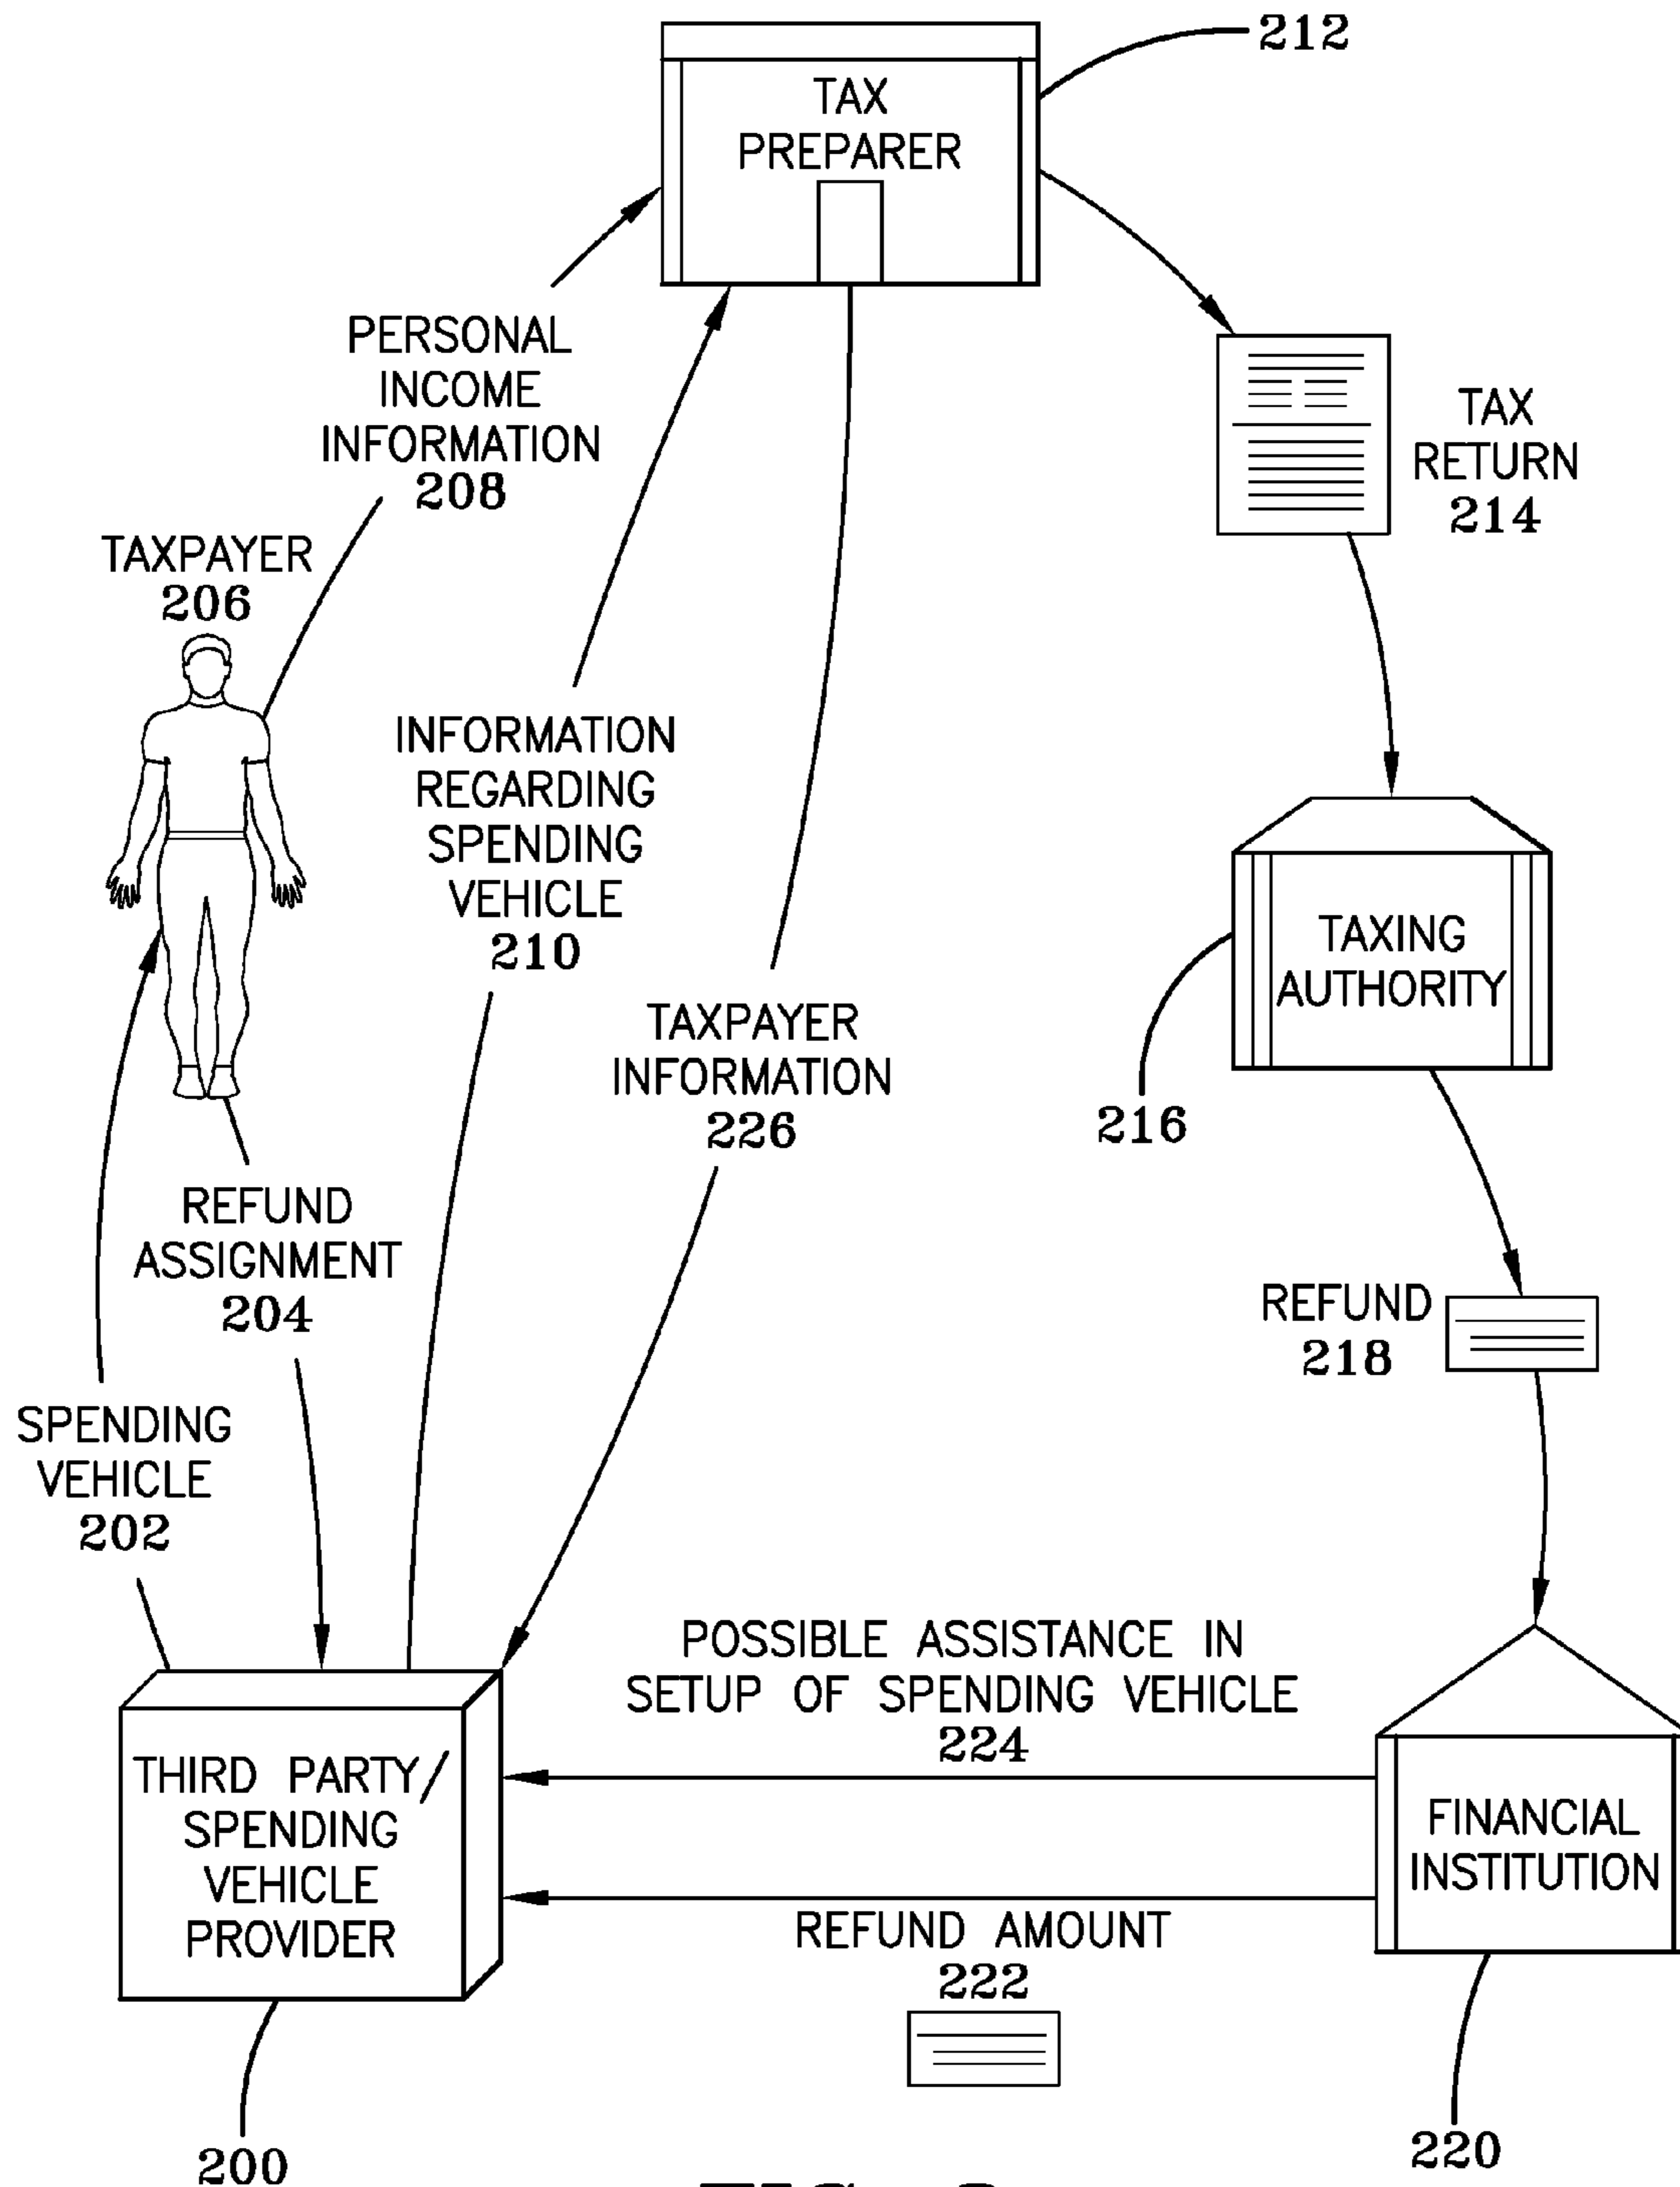 212
TAX
PREPARER
PERSONAL
INCOME
INFORMATION
208
TAX
RETURN
214
TAXPAYER
206
INFORMATION
REGARDING
SPENDING
VEHICLE
210
TAXING
AUTHORITY
216
TAXPAYER
INFORMATION
226
REFUND
ASSIGNMENT
204
REFUND
218
SPENDING
VEHICLE
202
POSSIBLE ASSISTANCE IN
SETUP OF SPENDING VEHICLE
224
THIRD PARTY/
SPENDING
VEHICLE
PROVIDER
FINANCIAL
INSTITUTION
REFUND AMOUNT
222
200
220